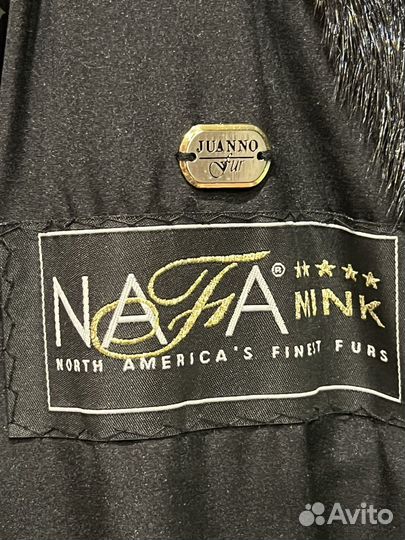 JUANNO
Fur
NAFA® ★★★★
MINK
NORTH AMERICA'S FINEST FURS
Avito